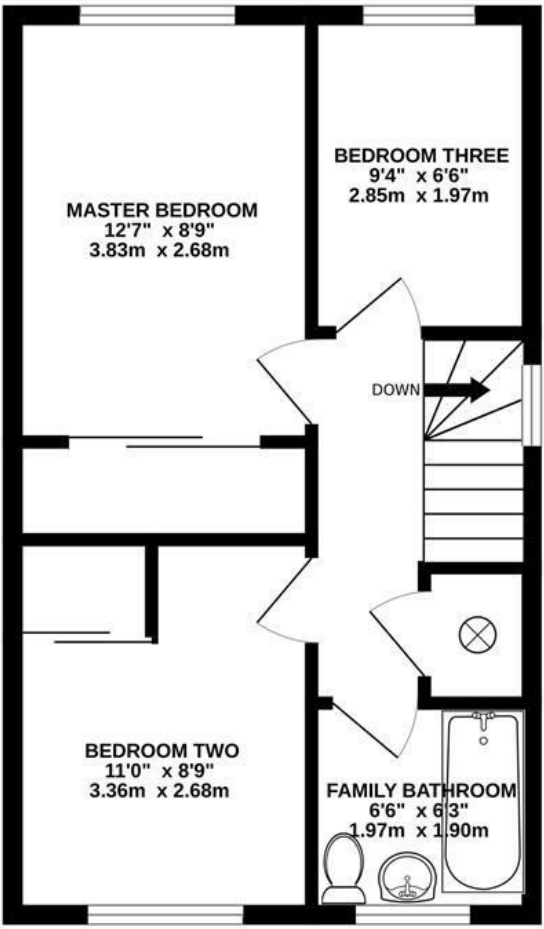 BEDROOM THREE
9'4" x 6'6"
2.85m x 1.97m
MASTER BEDROOM
12'7" x 8'9"
3.83m x 2.68m
DOWN
BEDROOM TWO
11'0" x 8'9"
3.36m x 2.68m
FAMILY BATHROOM
6'6" x 6'3"
1.97m x 1.90m